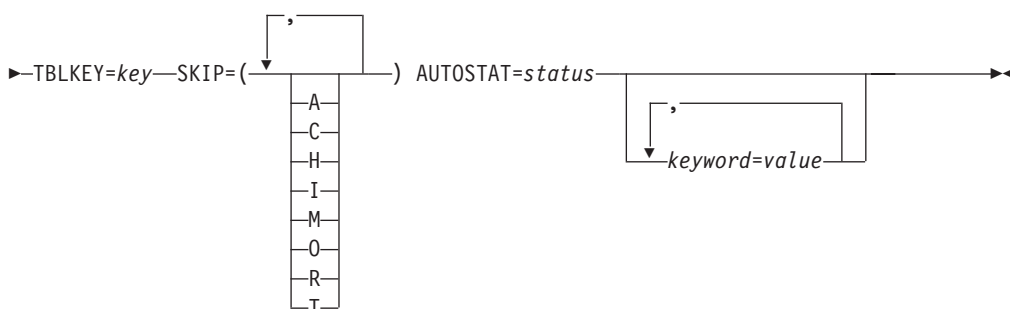 ,
TBLKEY=key SKIP=( ) AUTOSTAT=status
,
A
C
H
keyword=value
I
M
O
R
T